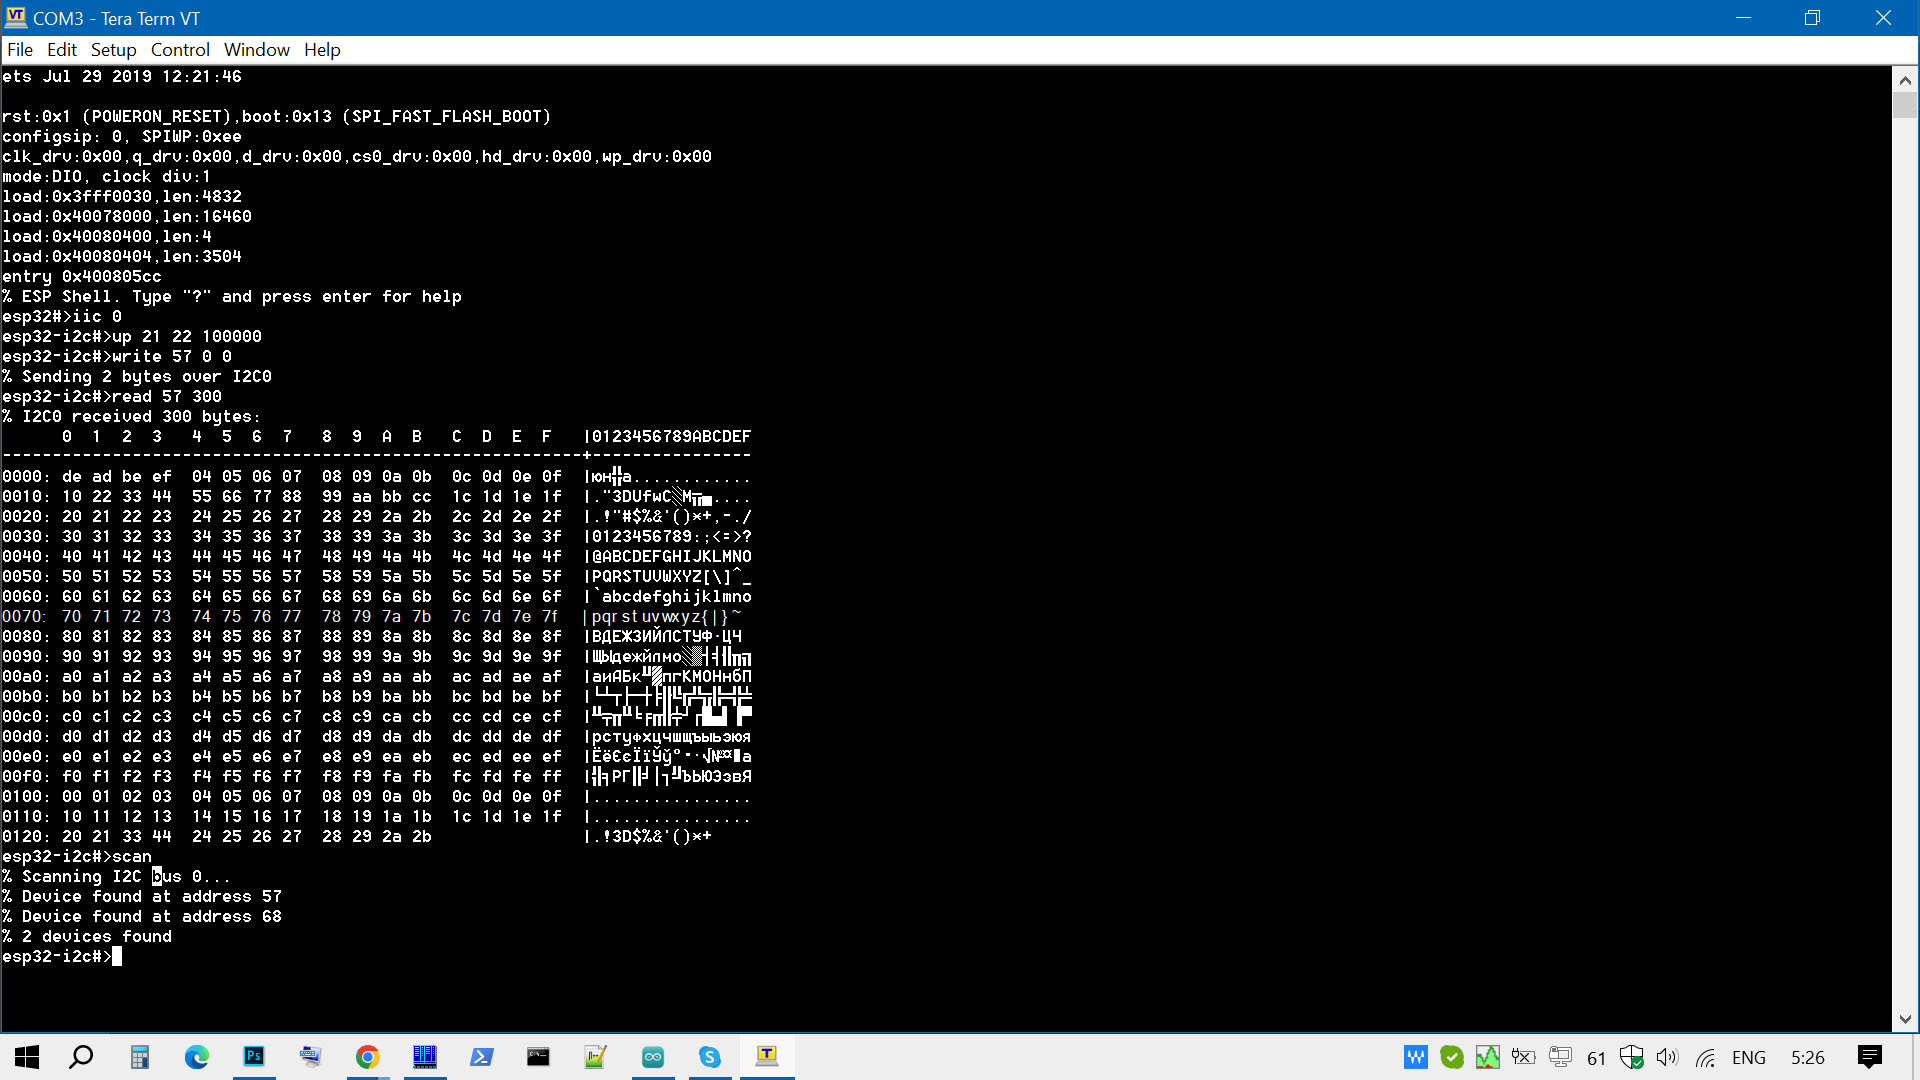 COM3 - Tera Term VT
File Edit Setup Control Window Help
ets Jul 29 2019 12:21:46
rst:0x1 (POWERON_RESET),boot:0x13 (SPI_FAST_FLASH_BOOT)
configsip: 0, SPIWP:0xee
clk_drv:0x00,q_drv:0x00,d_drv:0x00,cs0_drv:0x00,hd_drv:0x00,wp_drv:0x00
mode:DIO, clock div:1
load:0x3fff0030,len:4832
load:0x40078000,len:16460
load:0x40080400,len:4
load:0x40080404,len:3504
entry 0x400805cc
% ESP Shell. Type "?" and press enter for help
esp32#>iic 0
esp32-i2c#>up 21 22 100000
esp32-i2c#>write 57 0 0
% Sending 2 bytes over I2C0
esp32-i2c#>read 57 300
% I2C0 received 300 bytes:
0 1 2 3 4 5 6 7 8 9 A B C D E F |0123456789ABCDEF
----------------------------------------------------------+----------------
0000: de ad be ef 04 05 06 07 08 09 0a 0b 0c 0d 0e 0f |юн╬а............
0010: 10 22 33 44 55 66 77 88 99 aa bb cc 1c 1d 1e 1f |."3DUfwС░М╥▄....
0020: 20 21 22 23 24 25 26 27 28 29 2a 2b 2c 2d 2e 2f |.!"#$%&'()*+,-./
0030: 30 31 32 33 34 35 36 37 38 39 3a 3b 3c 3d 3e 3f |0123456789:;<=>?
0040: 40 41 42 43 44 45 46 47 48 49 4a 4b 4c 4d 4e 4f |@ABCDEFGHIJKLMNO
0050: 50 51 52 53 54 55 56 57 58 59 5a 5b 5c 5d 5e 5f |PQRSTUVWXYZ[\]^_
0060: 60 61 62 63 64 65 66 67 68 69 6a 6b 6c 6d 6e 6f |`abcdefghijklmno
0070: 70 71 72 73 74 75 76 77 78 79 7a 7b 7c 7d 7e 7f |pqrstuvwxyz{|}~
0080: 80 81 82 83 84 85 86 87 88 89 8a 8b 8c 8d 8e 8f |ВДЕЖЗИЙЛСТУФ·ЦЧ
0090: 90 91 92 93 94 95 96 97 98 99 9a 9b 9c 9d 9e 9f |ЩЫдежйлмо░▒┤╡╢╖╗
00a0: a0 a1 a2 a3 a4 a5 a6 a7 a8 a9 aa ab ac ad ae af |аиАБк╨▓пгКМОНнбП
00b0: b0 b1 b2 b3 b4 b5 b6 b7 b8 b9 ba bb bc bd be bf
00c0: c0 c1 c2 c3 c4 c5 c6 c7 c8 c9 ca cb cc cd ce cf
00d0: d0 d1 d2 d3 d4 d5 d6 d7 d8 d9 da db dc dd de df |рстуфхцчшщъыьэюя
00e0: e0 e1 e2 e3 e4 e5 e6 e7 e8 e9 ea eb ec ed ee ef |ЁёЄєЇїЎў°∙·√№¤■а
00f0: f0 f1 f2 f3 f4 f5 f6 f7 f8 f9 fa fb fc fd fe ff |╣╕РГ║╛│┐╜ЪЬЮЭэвЯ
0100: 00 01 02 03 04 05 06 07 08 09 0a 0b 0c 0d 0e 0f |................
0110: 10 11 12 13 14 15 16 17 18 19 1a 1b 1c 1d 1e 1f |................
0120: 20 21 33 44 24 25 26 27 28 29 2a 2b |.!3D$%&'()*+
esp32-i2c#>scan
% Scanning I2C bus 0...
% Device found at address 57
% Device found at address 68
% 2 devices found
esp32-i2c#>
61 ENG 5:26